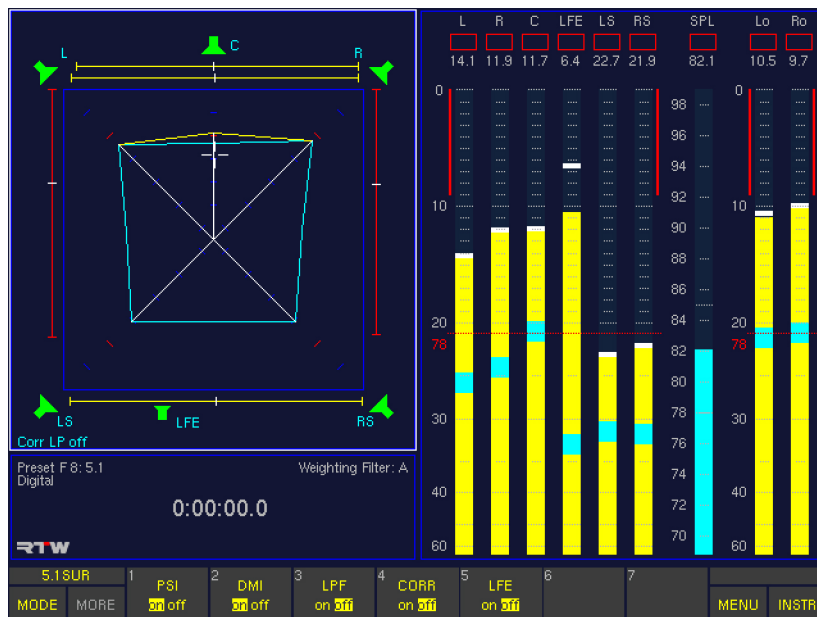 L R C LFE LS RS SPL Lo Ro
14.1 11.9 11.7 6.4 22.7 21.9 82.1 10.5 9.7
L C R
0 98 0
96
94
92
10 90 10
88
86
84
20 20
78 82 78
80
30 78 30
76
74
40 72 40
70
60 60
LS LFE RS
Corr LP off
Preset F 8: 5.1 Weighting Filter: A
Digital
0:00:00.0
RTW
5.1SUR 1 PSI 2 DMI 3 LPF 4 CORR 5 LFE 6 7
MODE MORE on off on off on off on off on off MENU INSTR